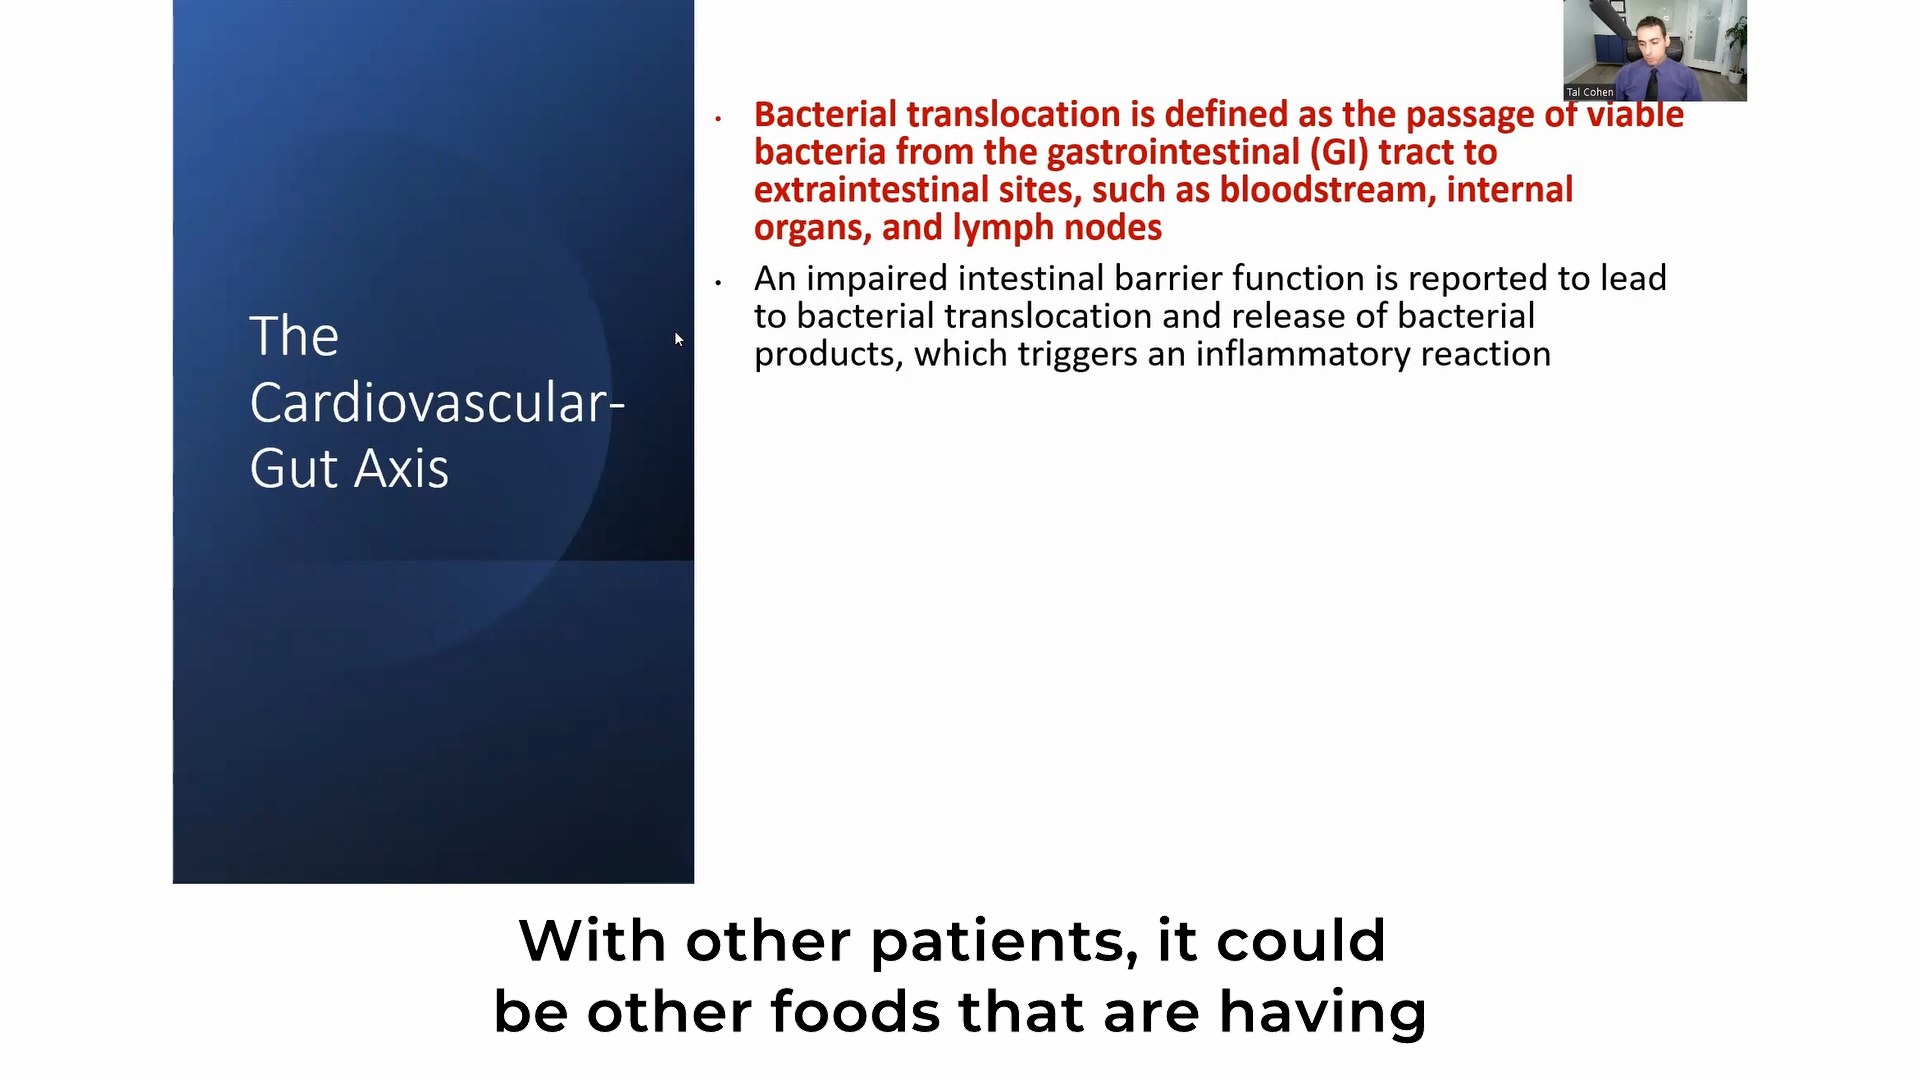 Tal Cohen
The
Cardiovascular-
Gut Axis
• Bacterial translocation is defined as the passage of viable
bacteria from the gastrointestinal (GI) tract to
extraintestinal sites, such as bloodstream, internal
organs, and lymph nodes
• An impaired intestinal barrier function is reported to lead
to bacterial translocation and release of bacterial
products, which triggers an inflammatory reaction
With other patients, it could
be other foods that are having